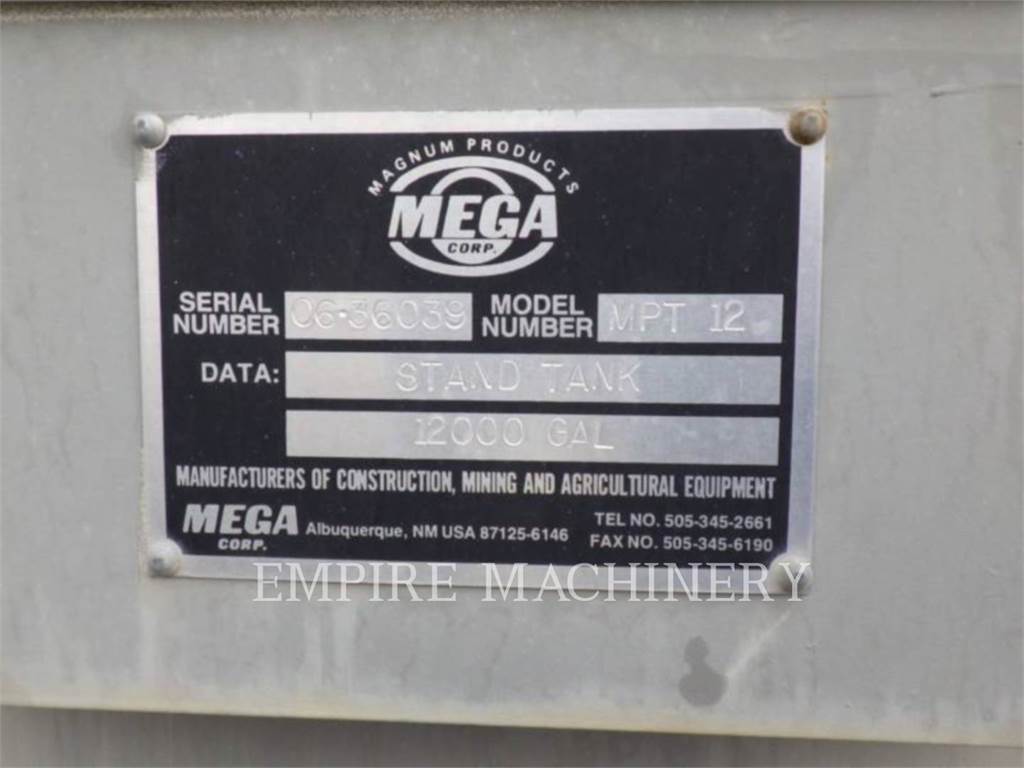 MAGNUM PRODUCTS
MEGA
CORP.
SERIAL NUMBER 06·36039 MODEL NUMBER MPT 12
DATA: STAND TANK
12000 GAL
MANUFACTURERS OF CONSTRUCTION, MINING AND AGRICULTURAL EQUIPMENT
MEGA CORP. Albuquerque, NM USA 87125-6146
TEL NO. 505-345-2661
FAX NO. 505-345-6190
EMPIRE MACHINERY